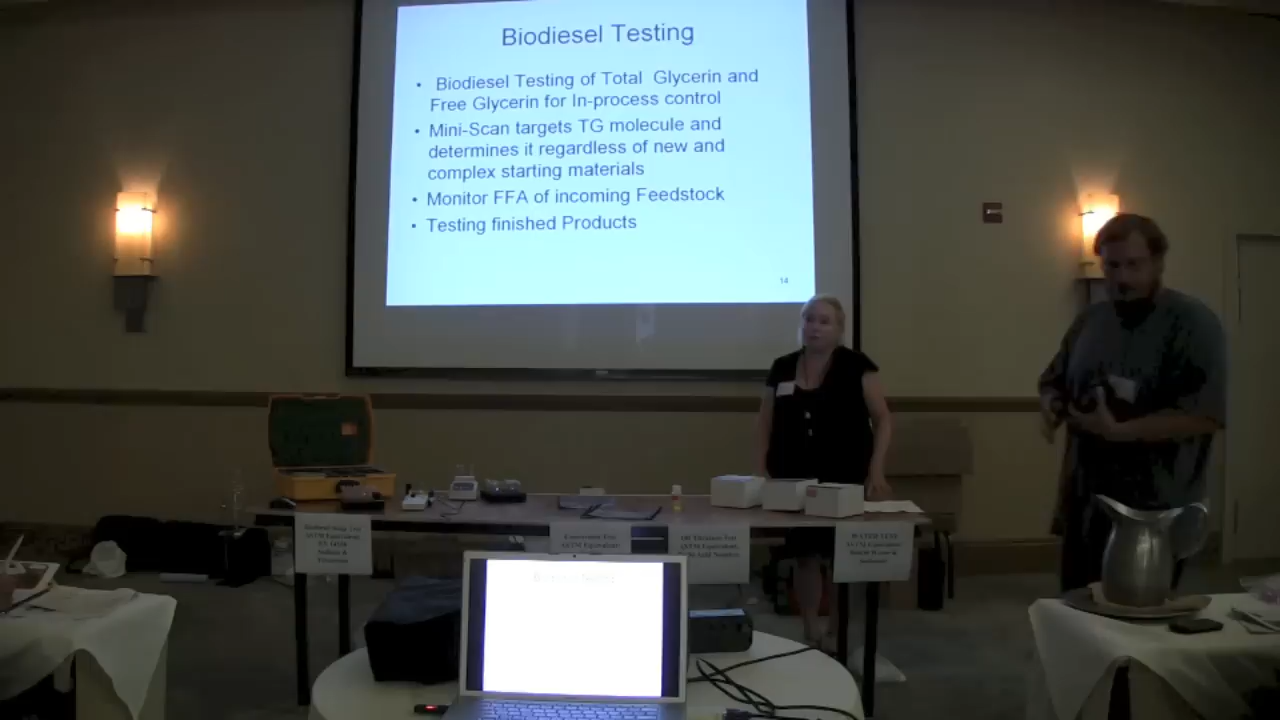 Biodiesel Testing
• Biodiesel Testing of Total Glycerin and
Free Glycerin for In-process control
• Mini-Scan targets TG molecule and
determines it regardless of new and
complex starting materials
• Monitor FFA of incoming Feedstock
• Testing finished Products
14
WATER TEST